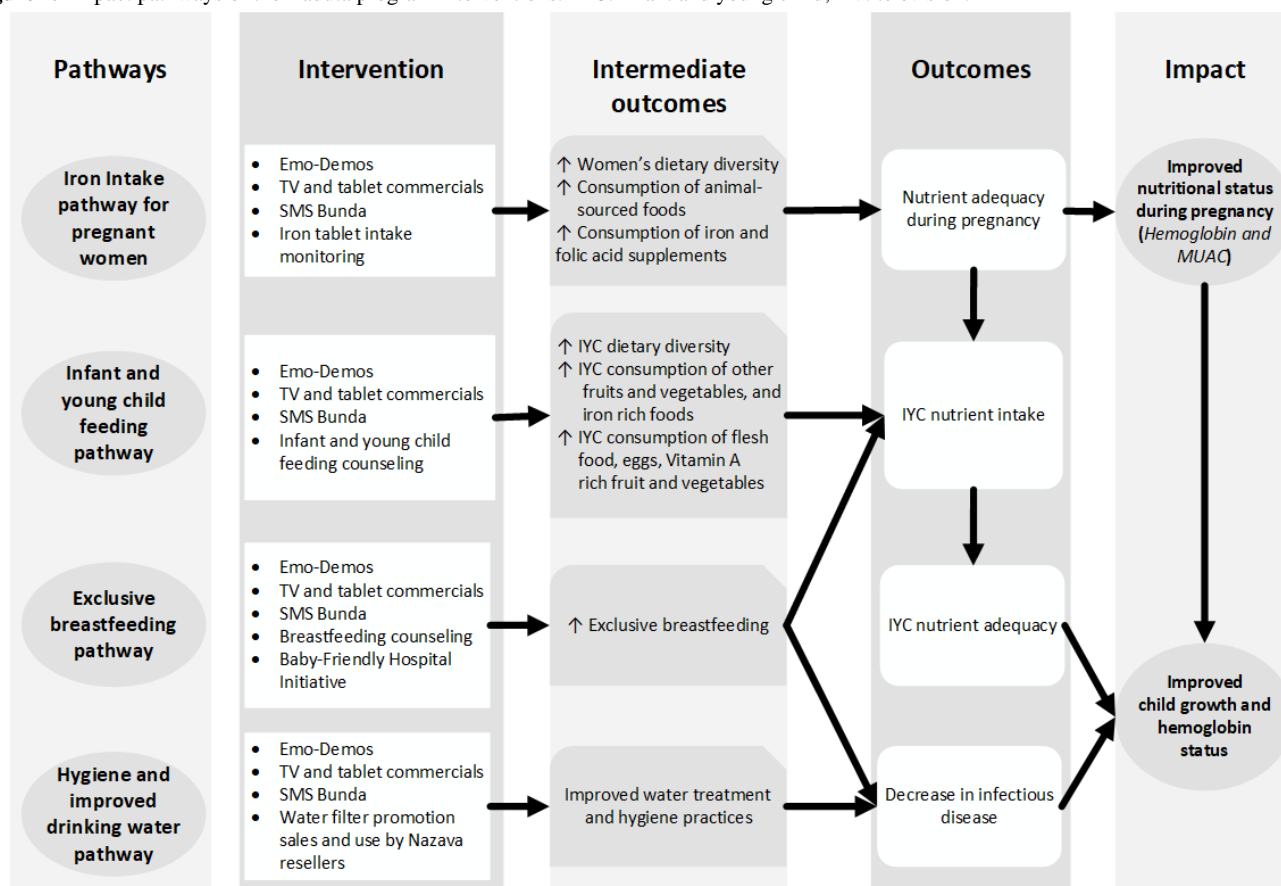 Pathways
Intervention
Intermediate
outcomes
Outcomes
Impact
Iron Intake
pathway for
pregnant
women
• Emo-Demos
• TV and tablet commercials
• SMS Bunda
• Iron tablet intake
monitoring
↑ Women's dietary diversity
↑ Consumption of animal-
sourced foods
↑ Consumption of iron and
folic acid supplements
Nutrient adequacy
during pregnancy
Improved
nutritional status
during pregnancy
(Hemoglobin and
MUAC)
Infant and
young child
feeding
pathway
• Emo-Demos
• TV and tablet commercials
• SMS Bunda
• Infant and young child
feeding counseling
↑ IYC dietary diversity
↑ IYC consumption of other
fruits and vegetables, and
iron rich foods
↑ IYC consumption of flesh
food, eggs, Vitamin A
rich fruit and vegetables
IYC nutrient intake
Exclusive
breastfeeding
pathway
• Emo-Demos
• TV and tablet commercials
• SMS Bunda
• Breastfeeding counseling
• Baby-Friendly Hospital
Initiative
↑ Exclusive breastfeeding
IYC nutrient adequacy
Improved
child growth and
hemoglobin
status
Hygiene and
improved
drinking water
pathway
• Emo-Demos
• TV and tablet commercials
• SMS Bunda
• Water filter promotion
sales and use by Nazava
resellers
Improved water treatment
and hygiene practices
Decrease in infectious
disease